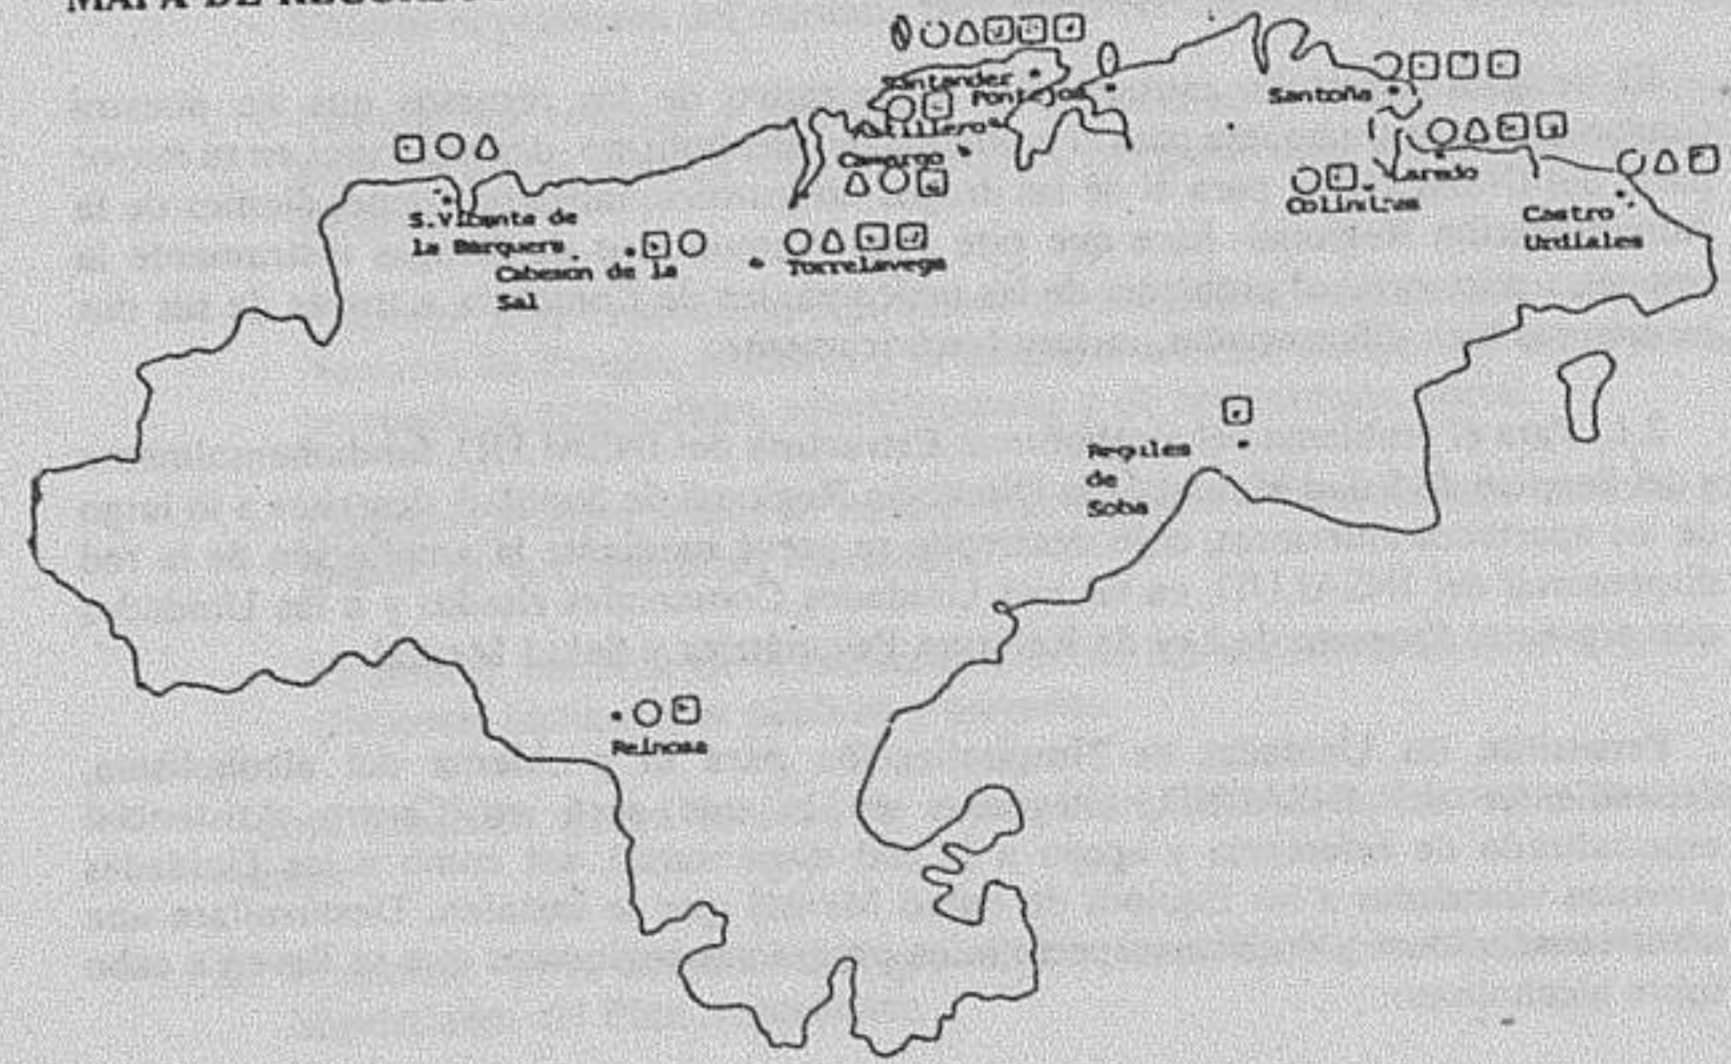 MAPA DE
Santander
Pontejos
Santoña
Astillero
Camargo
Laredo
Colindres
Castro
Urdiales
S.Vicente de
la Barquera
Cabezon de la
Sal
Torrelavega
Regules
de
Soba
Reinosa